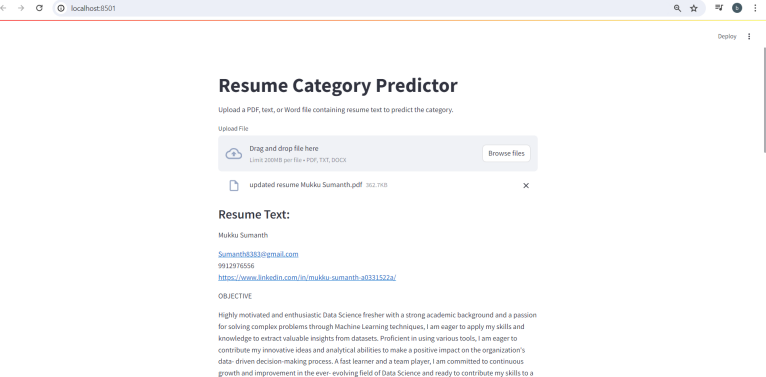 localhost:8501
b
Deploy
Resume Category Predictor
Upload a PDF, text, or Word file containing resume text to predict the category.
Upload File
Drag and drop file here
Limit 200MB per file • PDF, TXT, DOCX
Browse files
updated resume Mukku Sumanth.pdf 362.7KB
Resume Text:
Mukku Sumanth
Sumanth8383@gmail.com
9912976556
https://www.linkedin.com/in/mukku-sumanth-a0331522a/
OBJECTIVE
Highly motivated and enthusiastic Data Science fresher with a strong academic background and a passion
for solving complex problems through Machine Learning techniques, I am eager to apply my skills and
knowledge to extract valuable insights from datasets. Proficient in using various tools, I am eager to
contribute my innovative ideas and analytical abilities to make a positive impact on the organization's
data- driven decision-making process. A fast learner and a team player, I am committed to continuous
growth and improvement in the ever- evolving field of Data Science and ready to contribute my skills to a